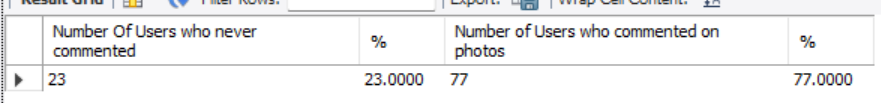 Result Grid Filter Rows: Export: Wrap Cell Content:
Number Of Users who never commented % Number of Users who commented on photos %
23 23.0000 77 77.0000